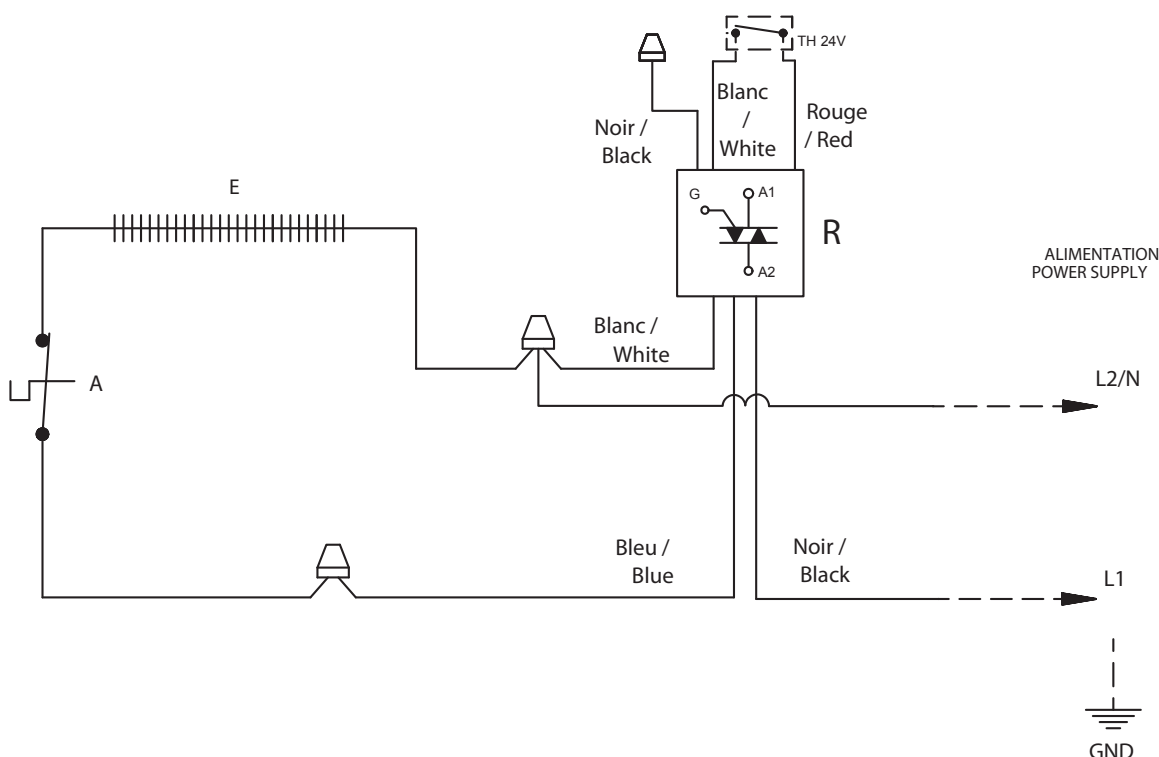 TH 24V
Blanc
/
White
Rouge
/ Red
Noir /
Black
E
G
A1
R
A2
ALIMENTATION
POWER SUPPLY
Blanc /
White
A
L2/N
Bleu /
Blue
Noir /
Black
L1
GND